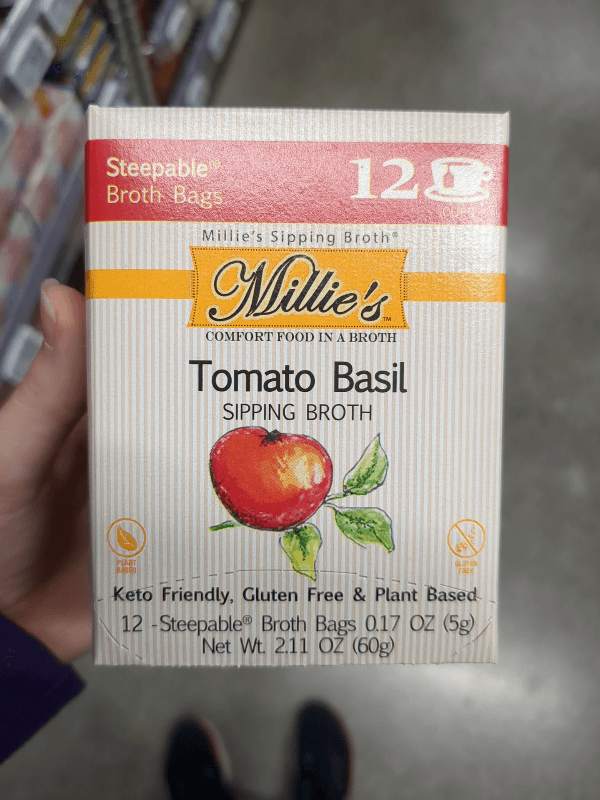 Steepable®
Broth Bags
12
CUPS
Millie's Sipping Broth®
Millie's™
COMFORT FOOD IN A BROTH
Tomato Basil
SIPPING BROTH
PLANT
BASED
GLUTEN
FREE
Keto Friendly, Gluten Free & Plant Based
12 -Steepable® Broth Bags 0.17 OZ (5g)
Net Wt. 2.11 OZ (60g)